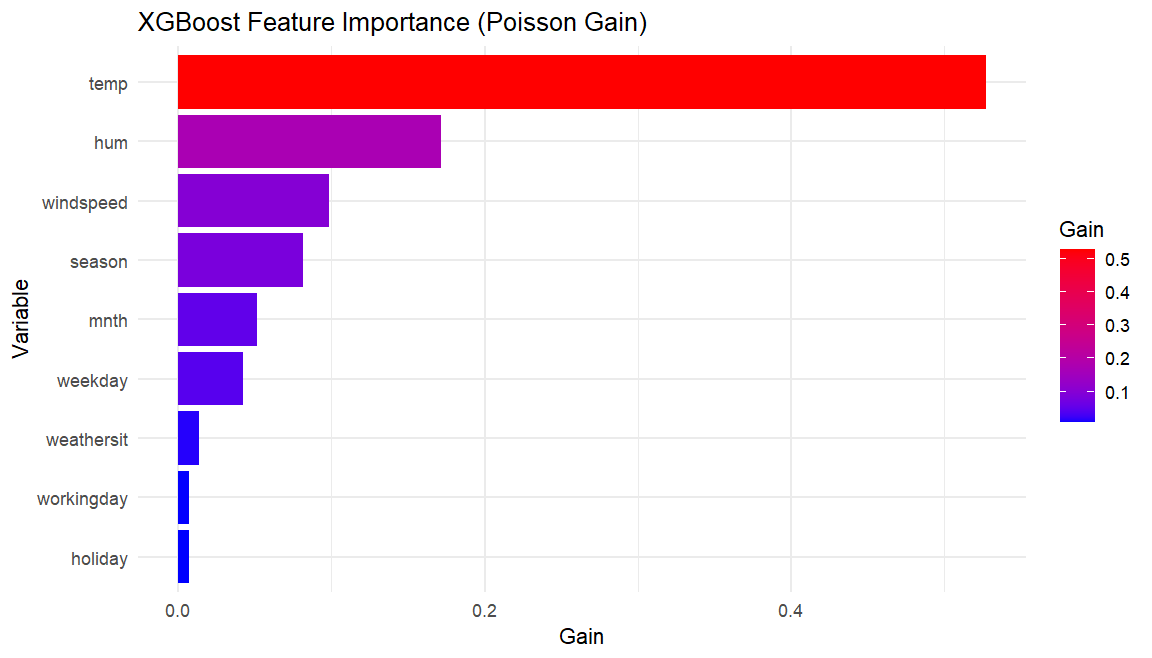 XGBoost Feature Importance (Poisson Gain)
temp
hum
windspeed
season
mnth
weekday
weathersit
workingday
holiday
Variable
0.0 0.2 0.4
Gain
Gain
0.5
0.4
0.3
0.2
0.1